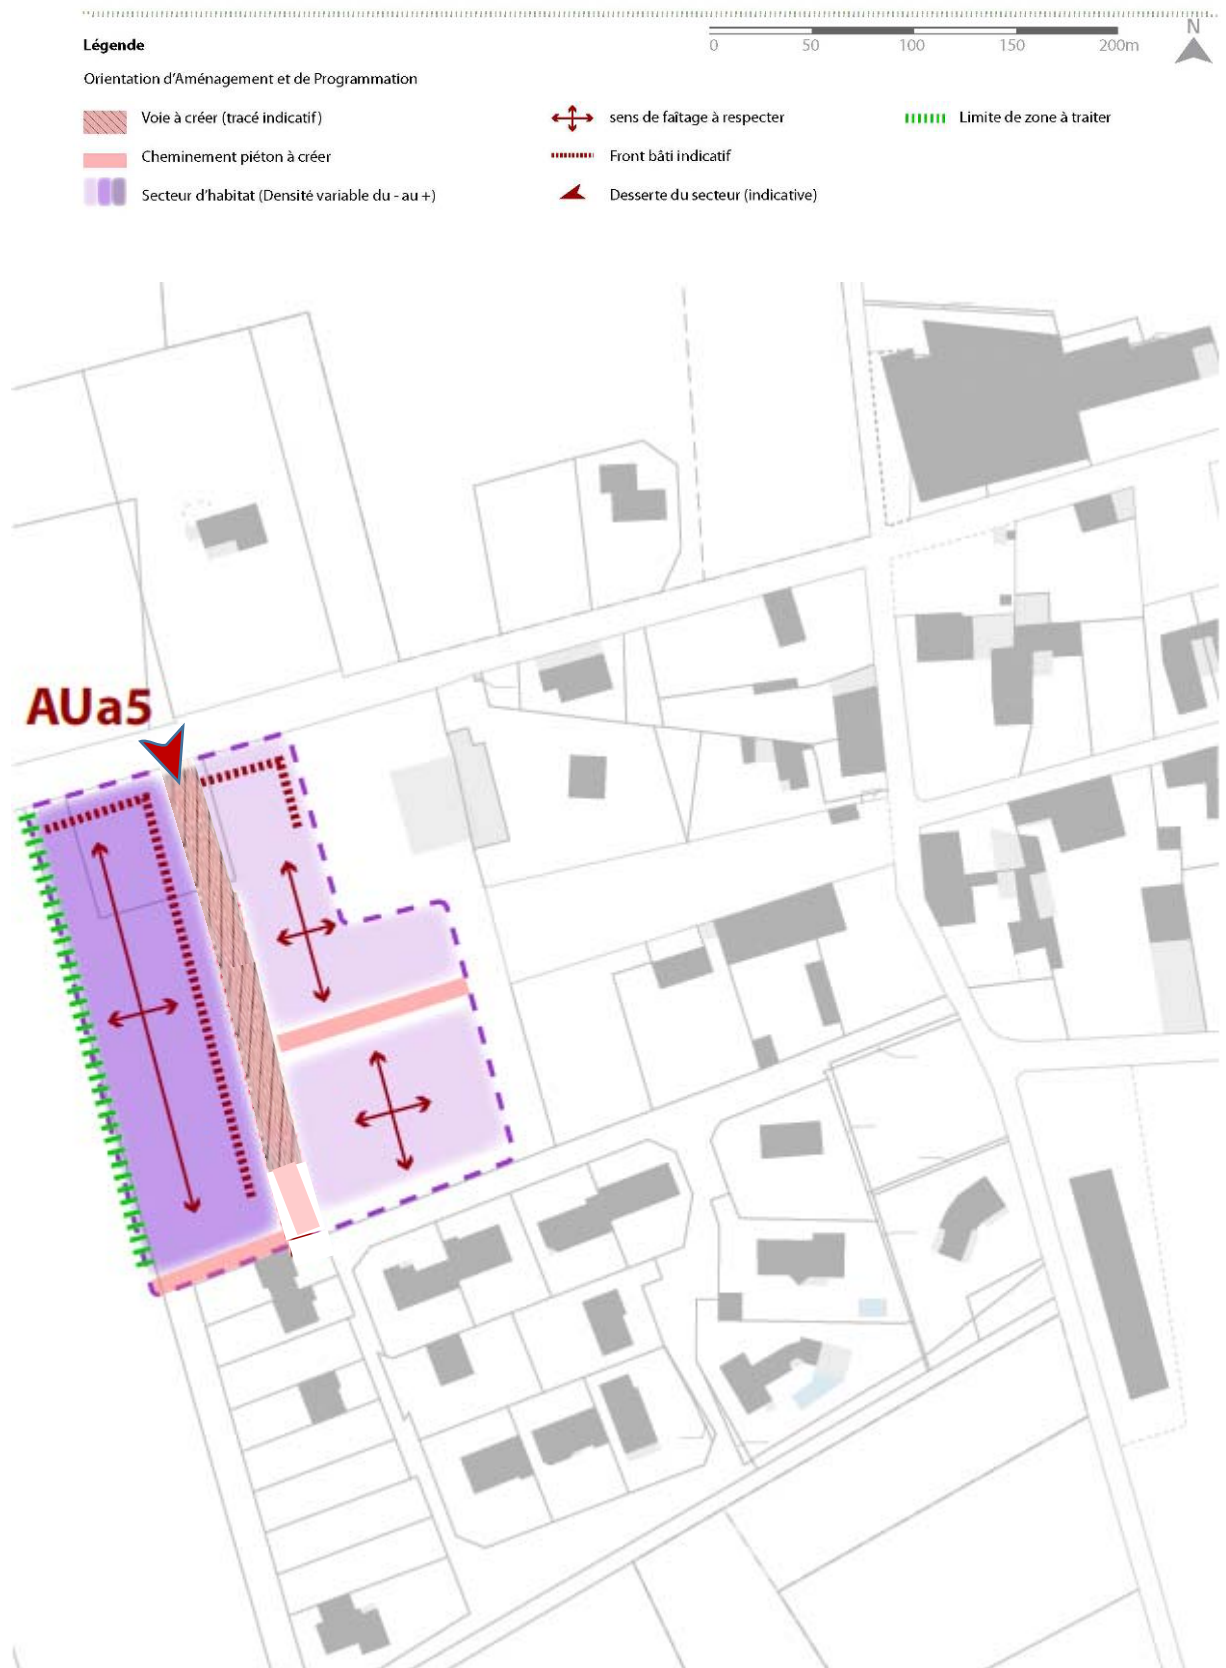 N
0 50 100 150 200m
Légende
Orientation d'Aménagement et de Programmation
Voie à créer (tracé indicatif) sens de faîtage à respecter Limite de zone à traiter
Cheminement piéton à créer Front bâti indicatif
Secteur d'habitat (Densité variable du - au +) Desserte du secteur (indicative)
AUa5